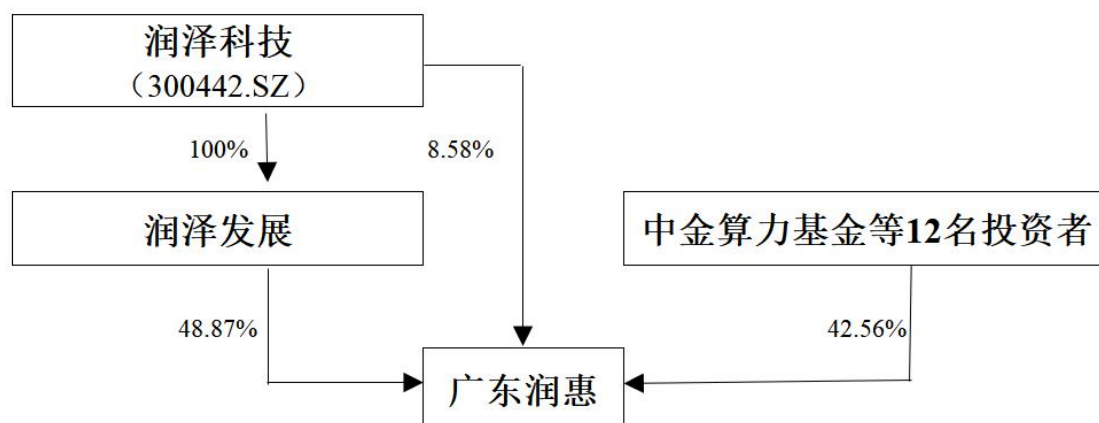 润泽科技
（300442.SZ）
100%
8.58%
润泽发展
中金算力基金等12名投资者
48.87%
42.56%
广东润惠